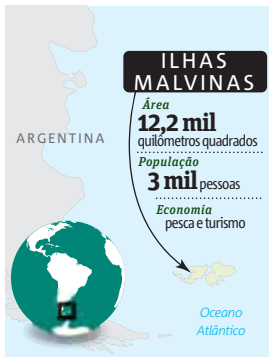 ILHAS
MALVINAS
Área
12,2 mil
quilômetros quadrados
ARGENTINA
População
3 mil pessoas
Economia
pesca e turismo
Oceano
Atlântico